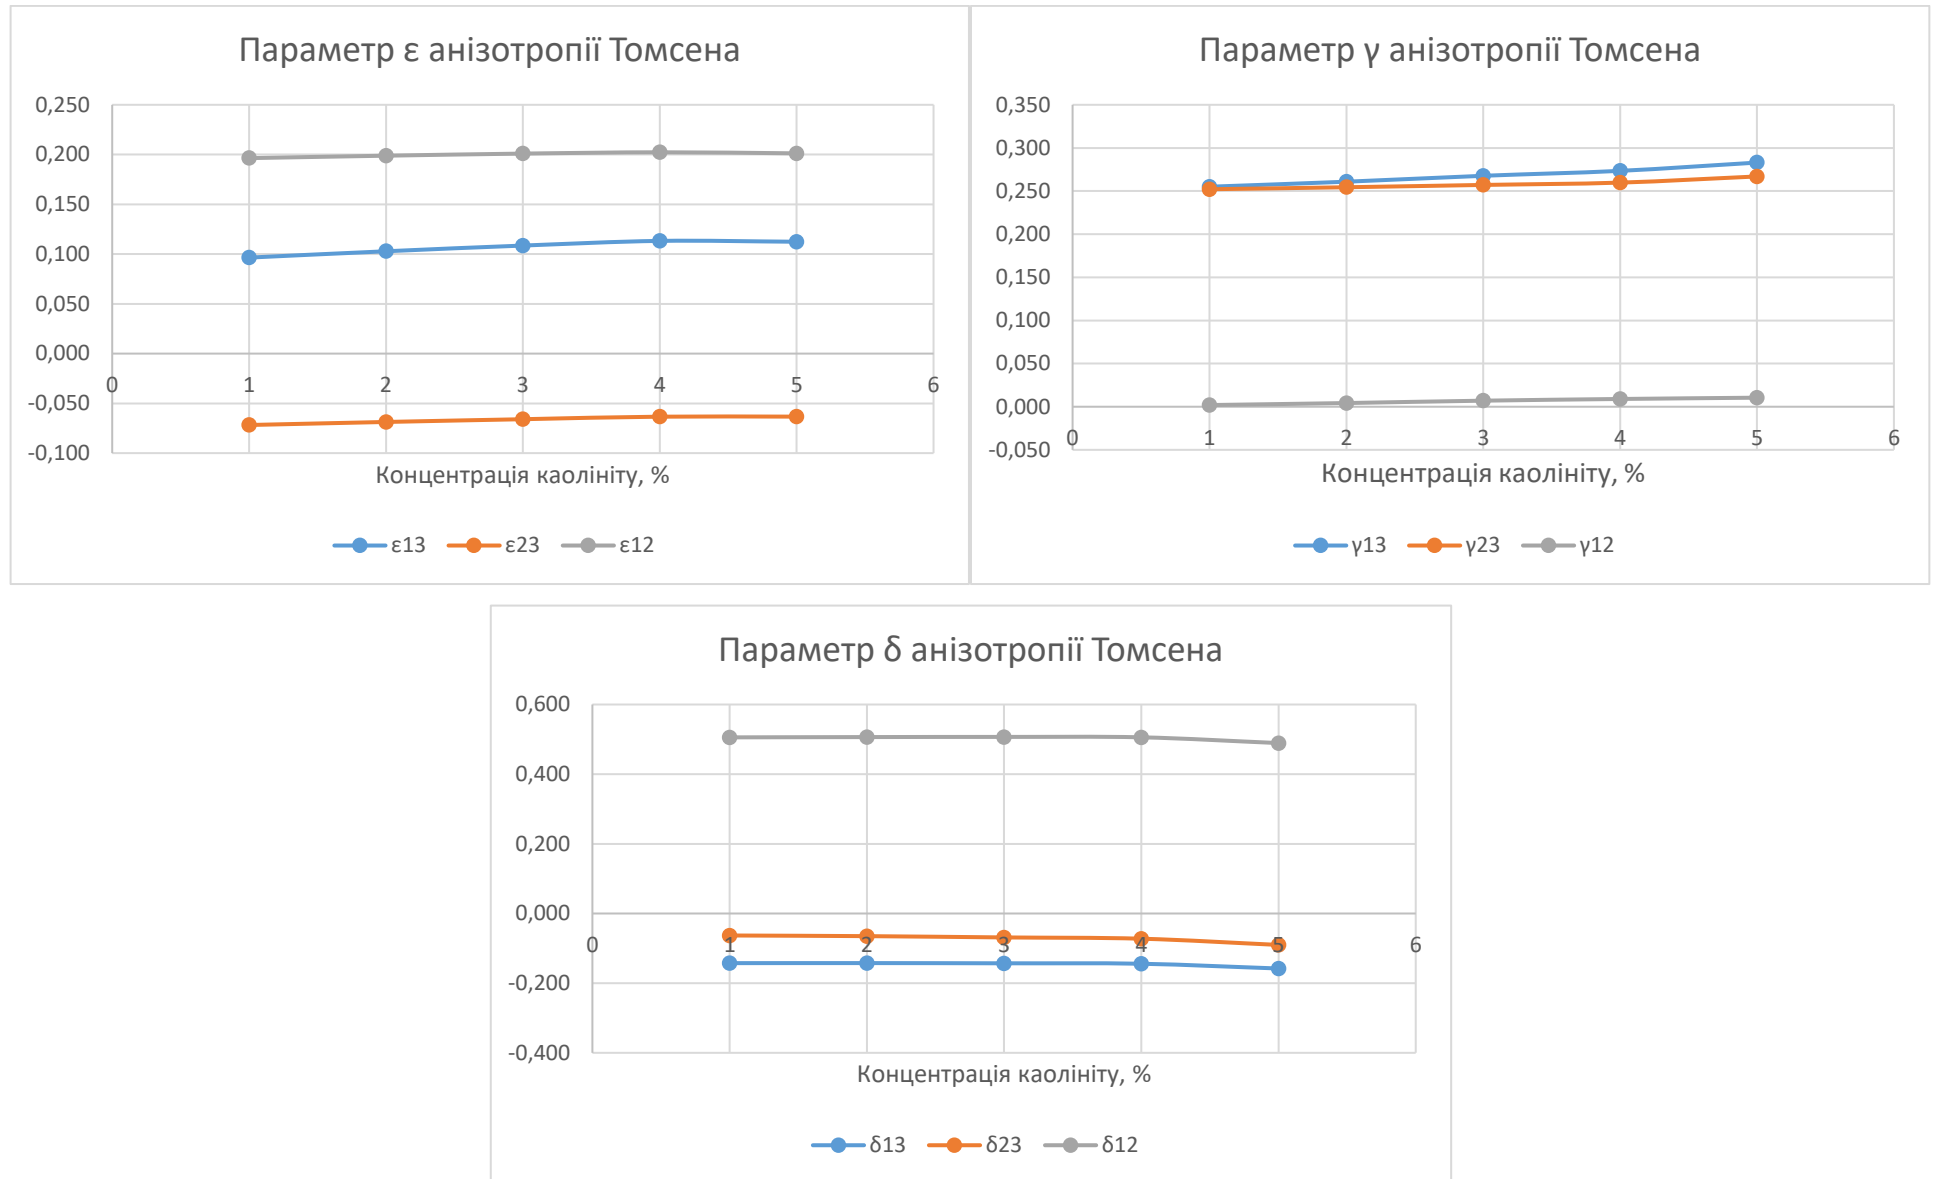 Параметр ε анізотропії Томсена
0,250
0,200
0,150
0,100
0,050
0,000
-0,050
-0,100
0 1 2 3 4 5 6
Концентрація каолініту, %
ε13 ε23 ε12
Параметр γ анізотропії Томсена
0,350
0,300
0,250
0,200
0,150
0,100
0,050
0,000
-0,050
0 1 2 3 4 5 6
Концентрація каолініту, %
γ13 γ23 γ12
Параметр δ анізотропії Томсена
0,600
0,400
0,200
0,000
-0,200
-0,400
0 1 2 3 4 5 6
Концентрація каолініту, %
δ13 δ23 δ12